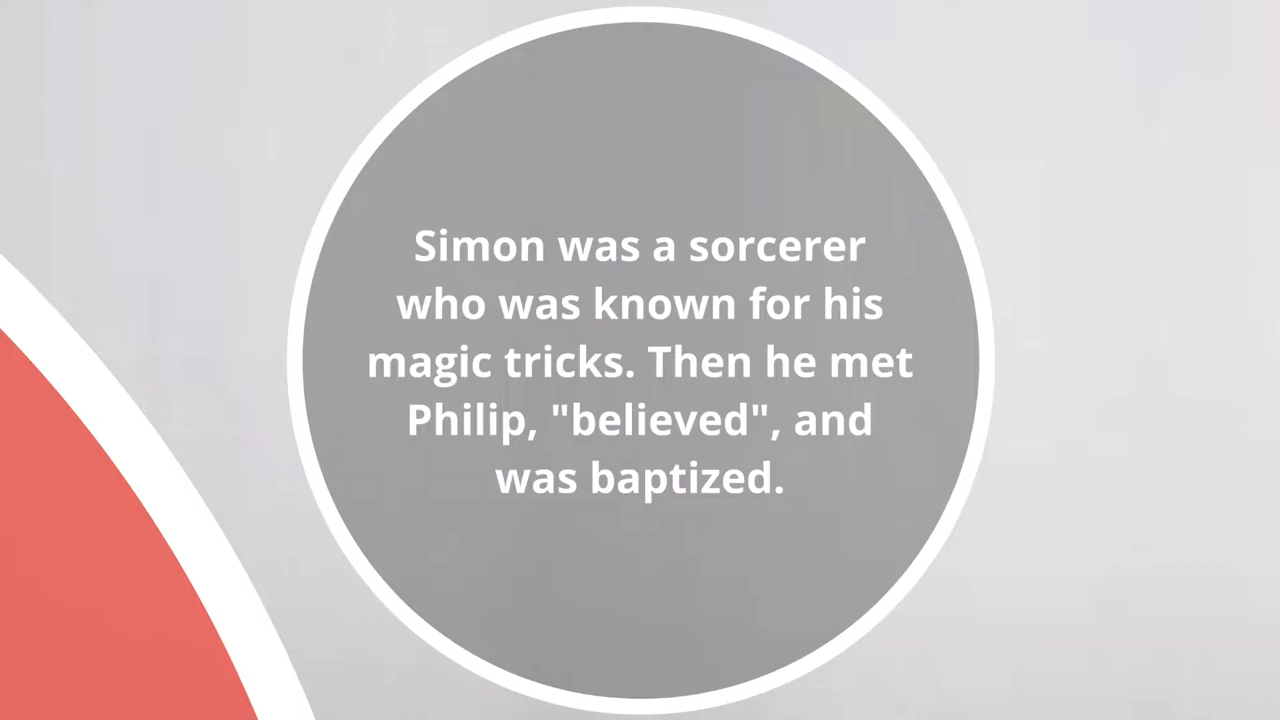 Simon was a sorcerer
who was known for his
magic tricks. Then he met
Philip, "believed", and
was baptized.